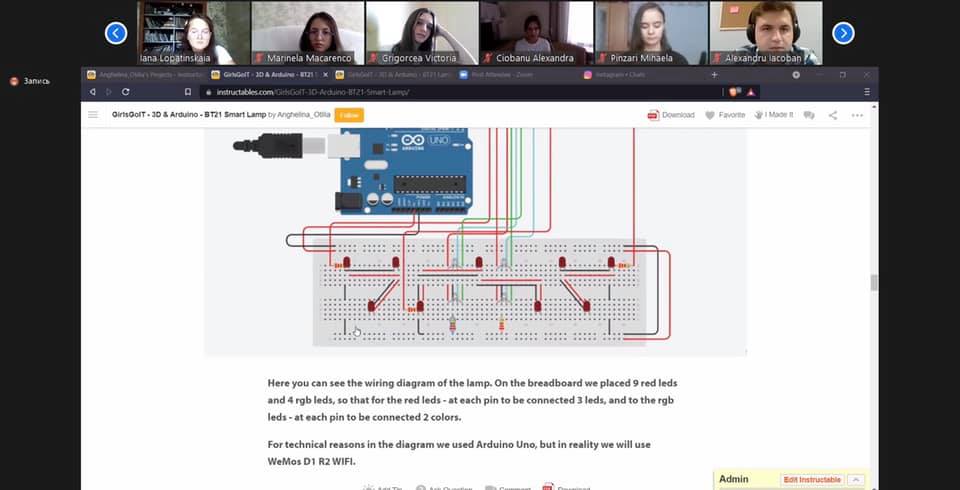 lana Lopatinskaia
Marinela Macarenco
Grigorcea Victoria
Ciobanu Alexandra
Pinzari Mihaela
Alexandru Iacoban
Запись
Anghelina_Otilia's Projects - Instructa
GirlsGoIT - 3D & Arduino - BT21
GirlsGoIT - 3D & Arduino - BT21 Lam
Post Attendee - Zoom
Instagram • Chats
instructables.com/GirlsGoIT-3D-Arduino-BT21-Smart-Lamp/
GirlsGoIT - 3D & Arduino - BT21 Smart Lamp by Anghelina_Otilia
Follow
Download
Favorite
I Made It
UNO
ARDUINO
POWER
ANALOG IN
Here you can see the wiring diagram of the lamp. On the breadboard we placed 9 red leds
and 4 rgb leds, so that for the red leds - at each pin to be connected 3 leds, and to the rgb
leds - at each pin to be connected 2 colors.
For technical reasons in the diagram we used Arduino Uno, but in reality we will use
WeMos D1 R2 WIFI.
Add Tip
Ask Question
Comment
Download
Admin
Edit Instructable